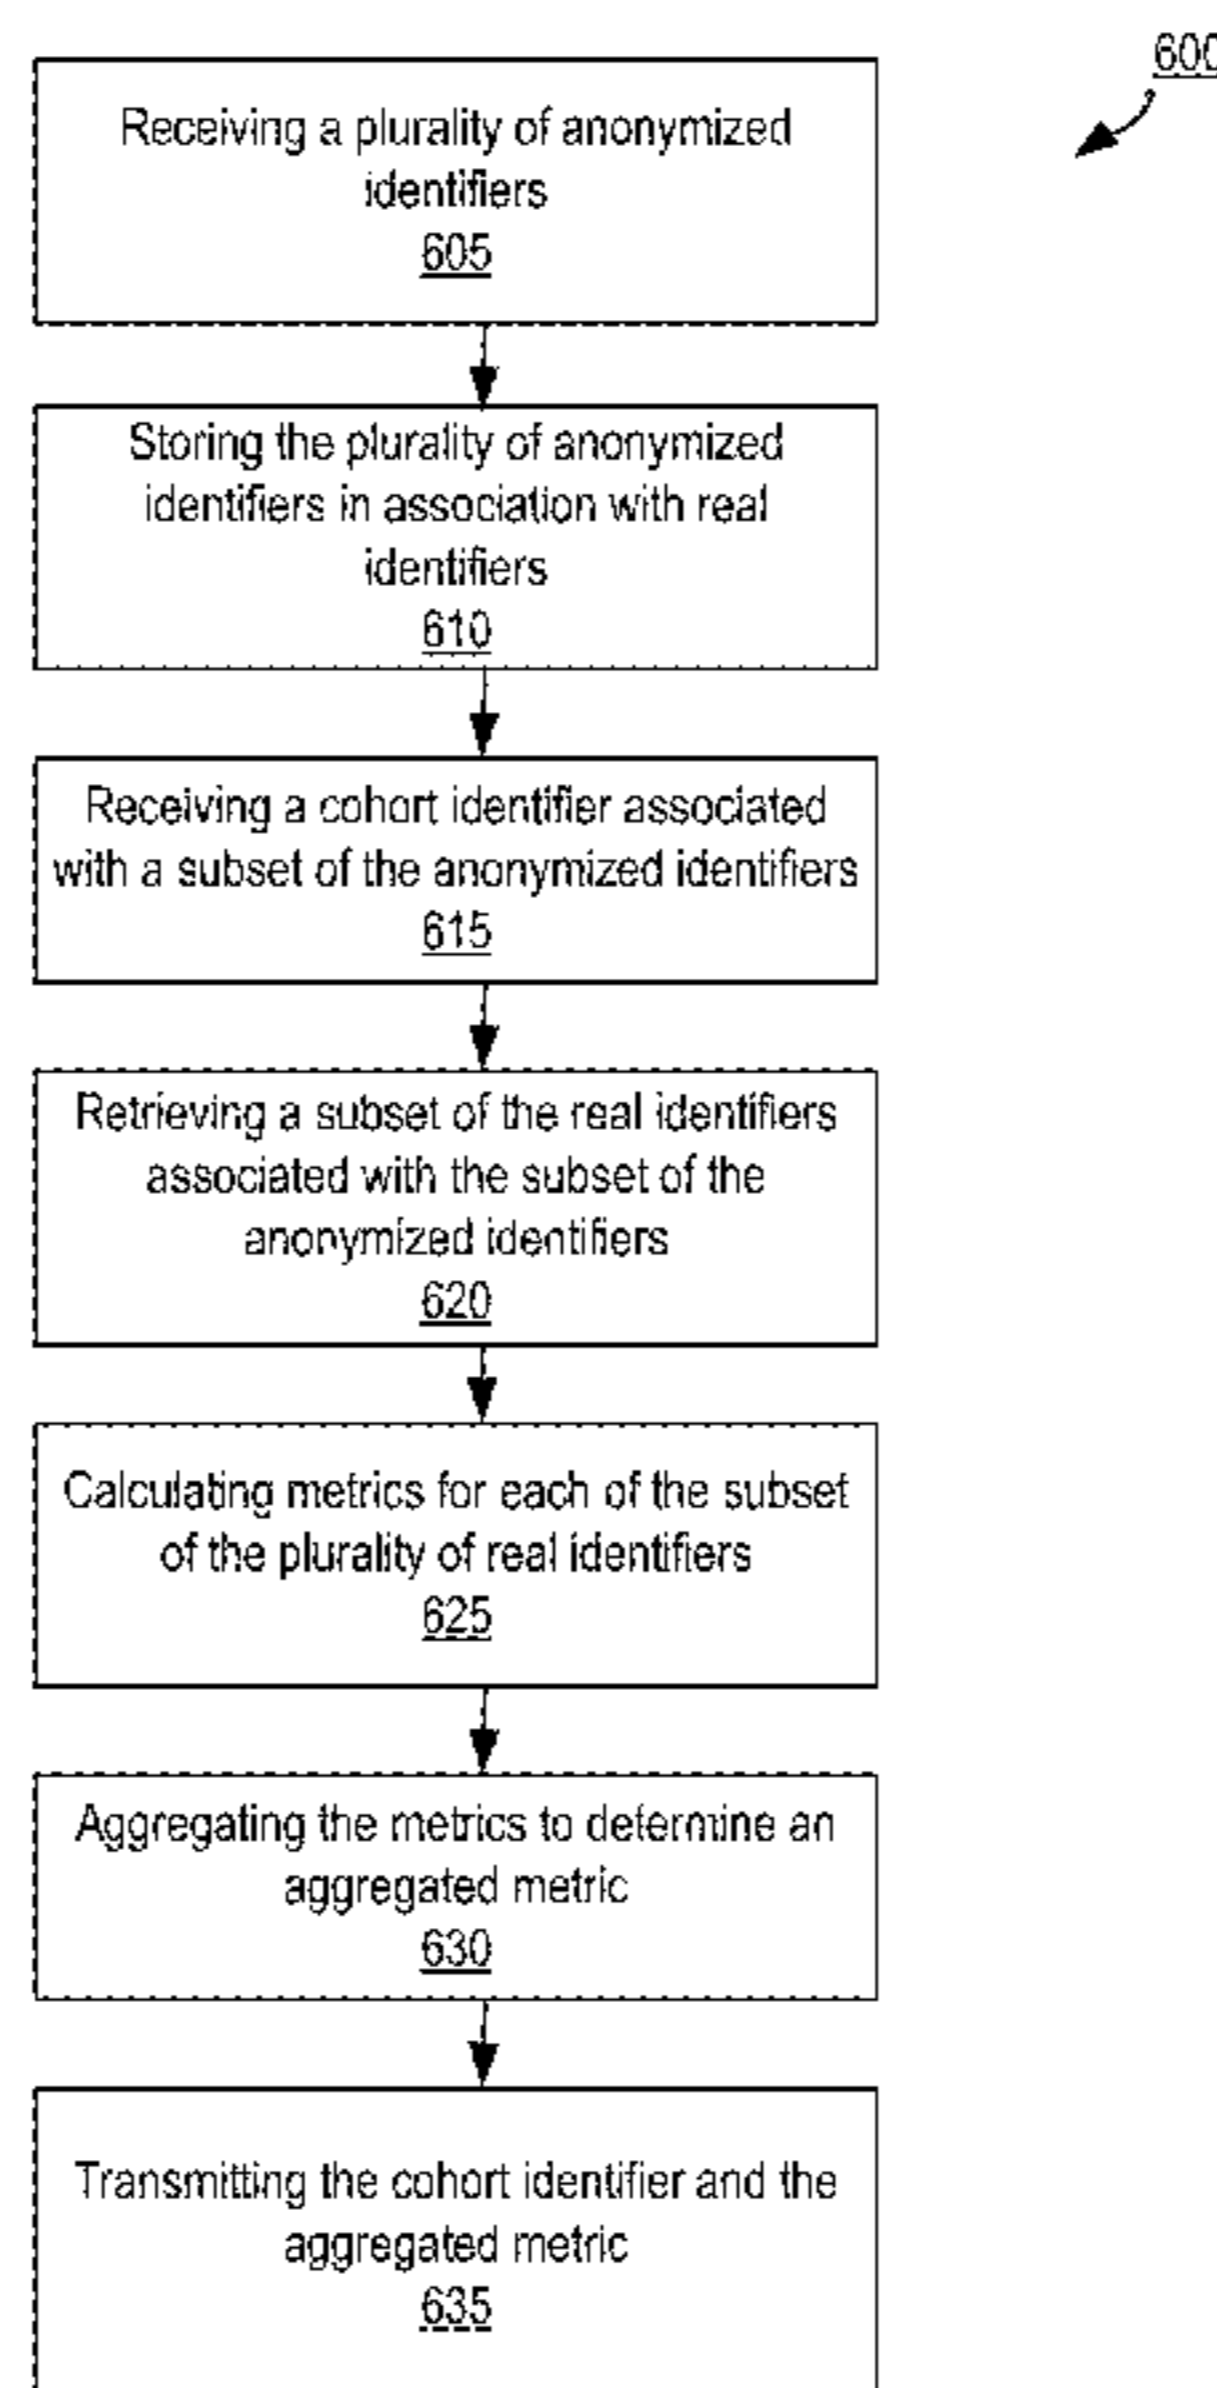 600
Receiving a plurality of anonymized
identifiers
605
Storing the plurality of anonymized
identifiers in association with real
identifiers
610
Receiving a cohort identifier associated
with a subset of the anonymized identifiers
615
Retrieving a subset of the real identifiers
associated with the subset of the
anonymized identifiers
620
Calculating metrics for each of the subset
of the plurality of real identifiers
625
Aggregating the metrics to determine an
aggregated metric
630
Transmitting the cohort identifier and the
aggregated metric
635